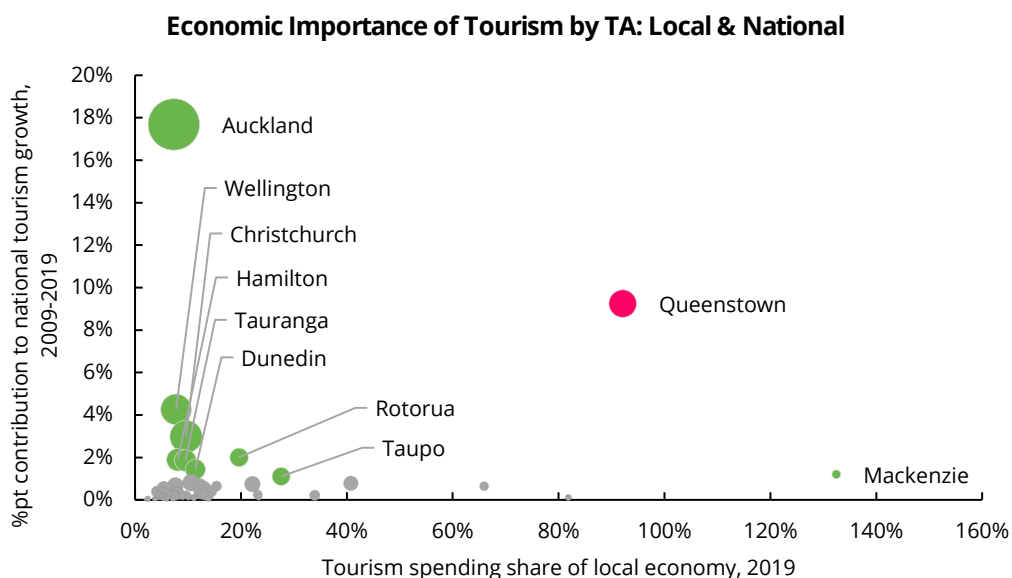 Economic Importance of Tourism by TA: Local & National
%pt contribution to national tourism growth,
2009-2019
20%
18%
16%
14%
12%
10%
8%
6%
4%
2%
0%
Auckland
Wellington
Christchurch
Hamilton
Tauranga
Dunedin
Rotorua
Taupo
Queenstown
Mackenzie
0%
20%
40%
60%
80%
100%
120%
140%
160%
Tourism spending share of local economy, 2019